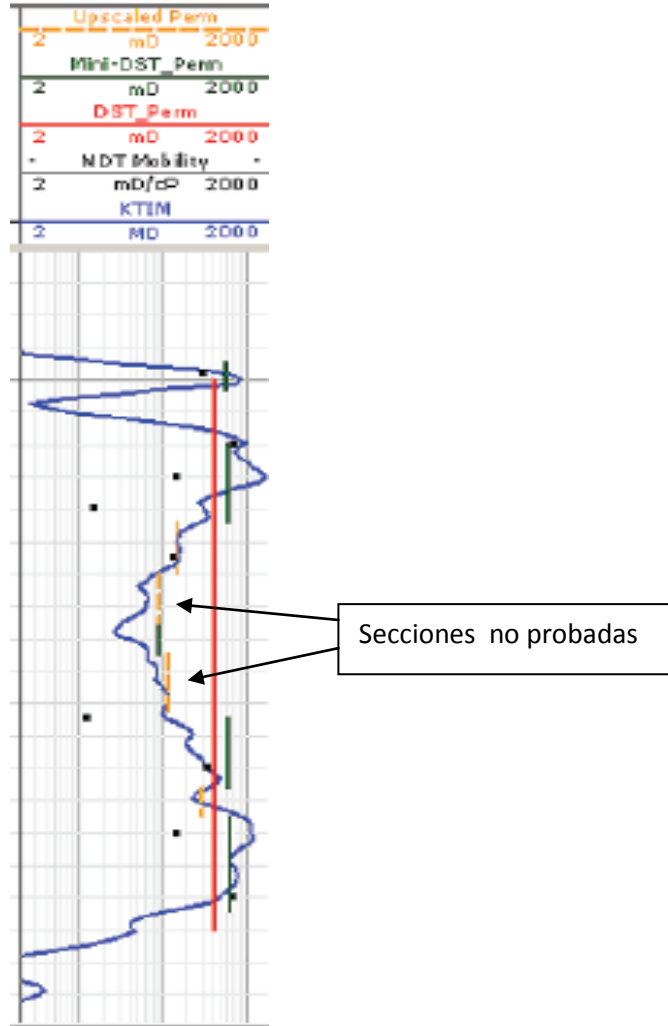 Upscaled Perm
2 mD 2000
Mini-DST_Perm
2 mD 2000
DST_Perm
2 mD 2000
- MDT Mobility -
2 mD/cP 2000
KTIM
2 MD 2000
Secciones no probadas